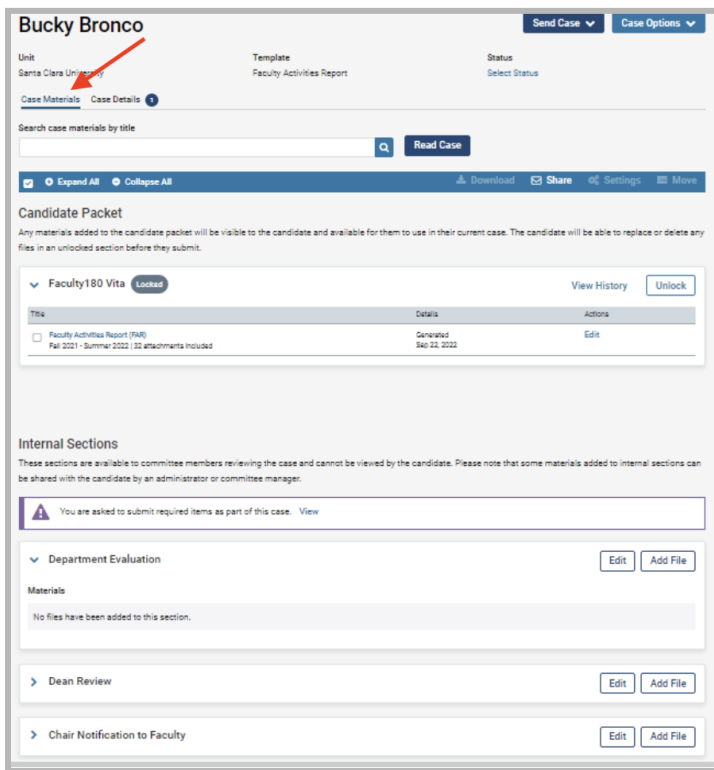 Bucky Bronco
Send Case
Case Options
Unit
Template
Status
Santa Clara University
Faculty Activities Report
Select Status
Case Materials
Case Details 1
Search case materials by title
Read Case
Expand All
Collapse All
Download
Share
Settings
Move
Candidate Packet
Any materials added to the candidate packet will be visible to the candidate and available for them to use in their current case. The candidate will be able to replace or delete any
files in an unlocked section before they submit.
Faculty180 Vita
Locked
View History
Unlock
Title
Details
Actions
Faculty Activities Report (FAR)
Generated
Edit
Fall 2021 - Summer 2022 | 32 attachments included
Sep 22, 2022
Internal Sections
These sections are available to committee members reviewing the case and cannot be viewed by the candidate. Please note that some materials added to internal sections can
be shared with the candidate by an administrator or committee manager.
You are asked to submit required items as part of this case. View
Department Evaluation
Edit
Add File
Materials
No files have been added to this section.
Dean Review
Edit
Add File
Chair Notification to Faculty
Edit
Add File